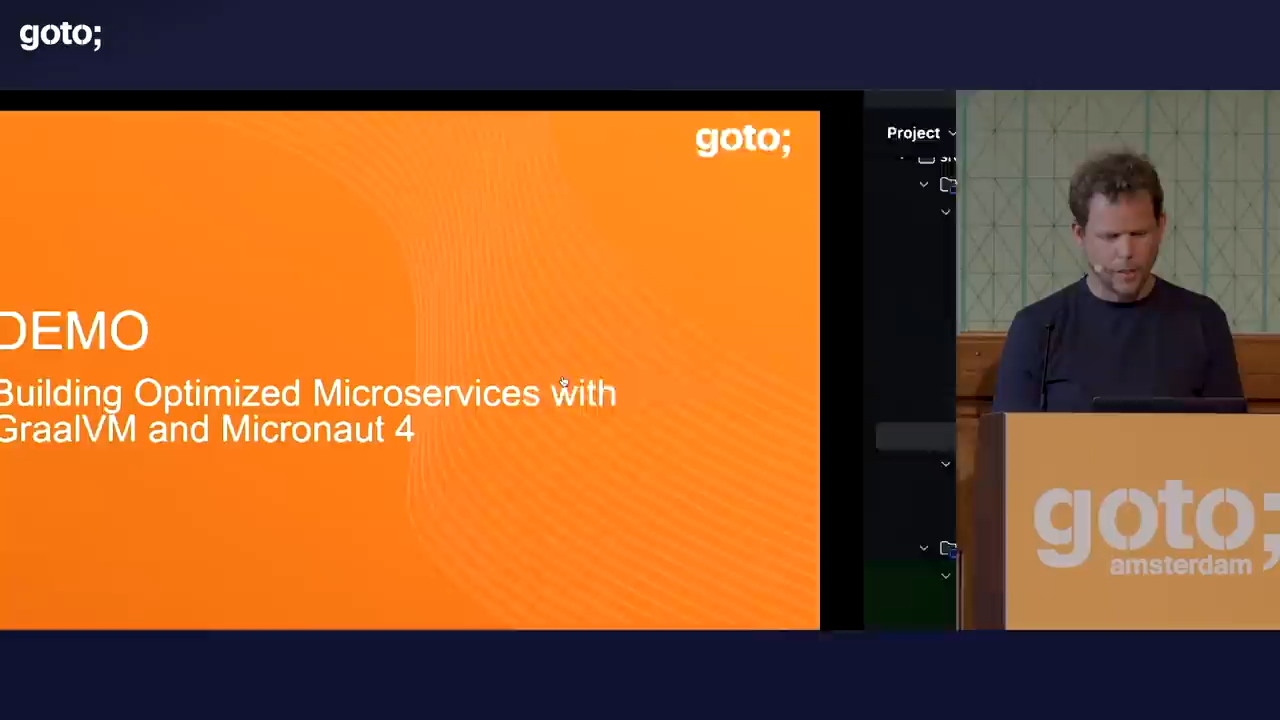 goto;
goto;
Project
DEMO
Building Optimized Microservices with
GraalVM and Micronaut 4
goto;
amsterdam